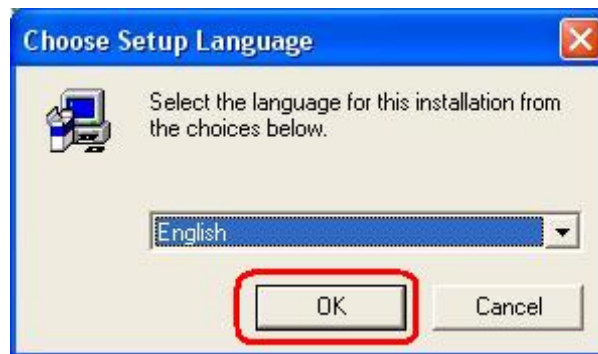 Choose Setup Language
Select the language for this installation from
the choices below.
English
OK
Cancel